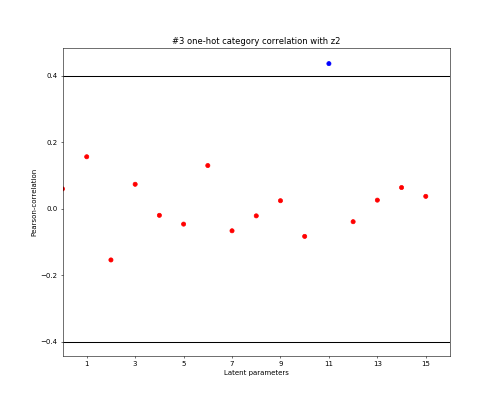 #3 one-hot category correlation with z2
0.4
0.2
0.0
−0.2
−0.4
Pearson-correlation
1 3 5 7 9 11 13 15
Latent parameters